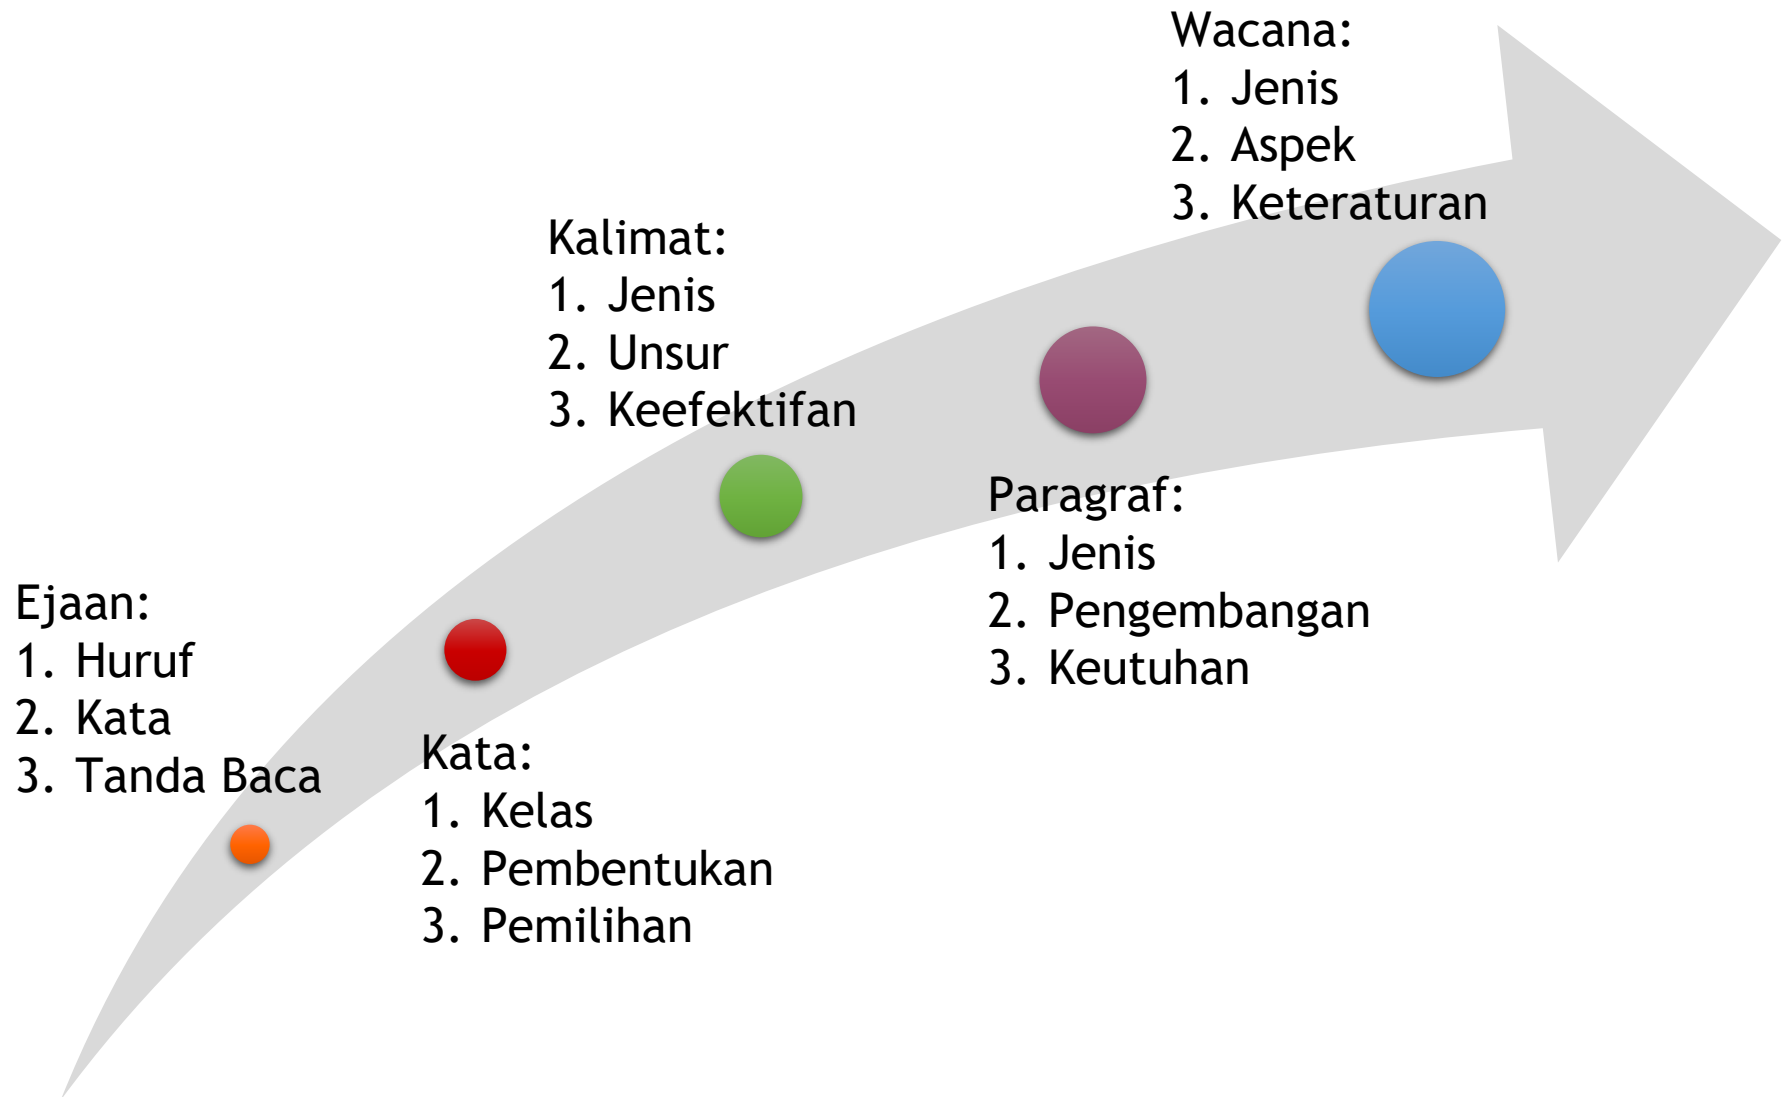 Ejaan:
1. Huruf
2. Kata
3. Tanda Baca
Kata:
1. Kelas
2. Pembentukan
3. Pemilihan
Kalimat:
1. Jenis
2. Unsur
3. Keefektifan
Paragraf:
1. Jenis
2. Pengembangan
3. Keutuhan
Wacana:
1. Jenis
2. Aspek
3. Keteraturan